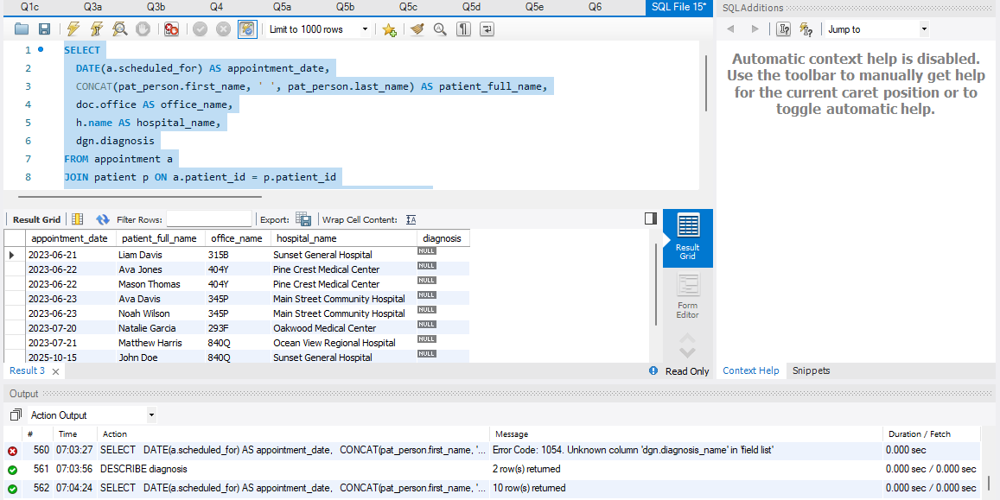 Q1c Q3a Q3b Q4 Q5a Q5b Q5c Q5d Q5e Q6 SQL File 15*
SQLAdditions
Limit to 1000 rows
Jump to
1 SELECT
2 DATE(a.scheduled_for) AS appointment_date,
3 CONCAT(pat_person.first_name, ' ', pat_person.last_name) AS patient_full_name,
4 doc.office AS office_name,
5 h.name AS hospital_name,
6 dgn.diagnosis
7 FROM appointment a
8 JOIN patient p ON a.patient_id = p.patient_id
Automatic context help is disabled.
Use the toolbar to manually get help
for the current caret position or to
toggle automatic help.
Result Grid Filter Rows: Export: Wrap Cell Content:
appointment_date patient_full_name office_name hospital_name diagnosis
2023-06-21 Liam Davis 315B Sunset General Hospital NULL
2023-06-22 Ava Jones 404Y Pine Crest Medical Center NULL
2023-06-22 Mason Thomas 404Y Pine Crest Medical Center NULL
2023-06-23 Ava Davis 345P Main Street Community Hospital NULL
2023-06-23 Noah Wilson 345P Main Street Community Hospital NULL
2023-07-20 Natalie Garcia 293F Oakwood Medical Center NULL
2023-07-21 Matthew Harris 840Q Ocean View Regional Hospital NULL
2025-10-15 John Doe 840Q Sunset General Hospital NULL
Result
Grid
Form
Editor
Result 3
Read Only
Context Help Snippets
Output
Action Output
# Time Action Message Duration / Fetch
560 07:03:27 SELECT DATE(a.scheduled_for) AS appointment_date, CONCAT(pat_person.first_name, '... Error Code: 1054. Unknown column 'dgn.diagnosis_name' in 'field list' 0.000 sec
561 07:03:56 DESCRIBE diagnosis 2 row(s) returned 0.000 sec / 0.000 sec
562 07:04:24 SELECT DATE(a.scheduled_for) AS appointment_date, CONCAT(pat_person.first_name, '... 10 row(s) returned 0.000 sec / 0.000 sec